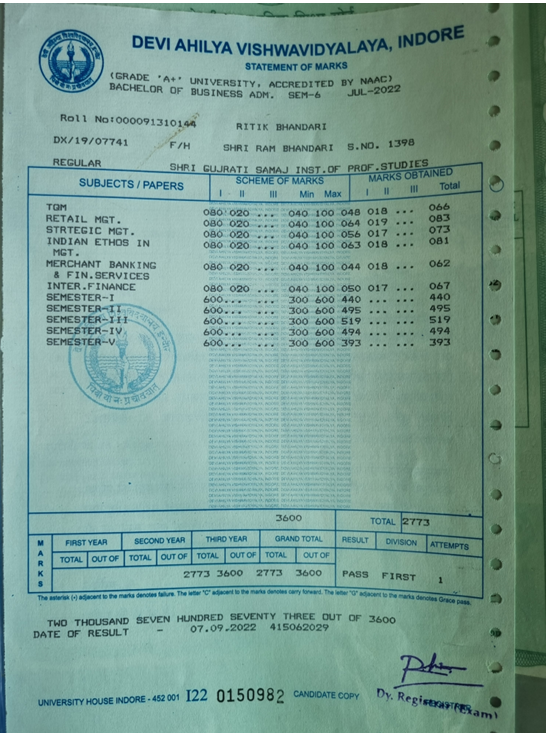 DEVI AHILYA VISHWAVIDYALAYA, INDORE
STATEMENT OF MARKS
(GRADE 'A+' UNIVERSITY, ACCREDITED BY NAAC)
BACHELOR OF BUSINESS ADM. SEM-6 JUL-2022
Roll No:000091310144 RITIK BHANDARI
DX/19/07741 F/H SHRI RAM BHANDARI S.NO. 1398
REGULAR SHRI GUJRATI SAMAJ INST.OF PROF.STUDIES
SUBJECTS / PAPERS SCHEME OF MARKS MARKS OBTAINED
I II III Min Max I II III Total
TQM 080 020 ... 040 100 048 018 ... 066
RETAIL MGT. 080 020 ... 040 100 064 019 ... 083
STRTEGIC MGT. 080 020 ... 040 100 056 017 ... 073
INDIAN ETHOS IN 080 020 ... 040 100 063 018 ... 081
MGT.
MERCHANT BANKING 080 020 ... 040 100 044 018 ... 062
& FIN.SERVICES
INTER.FINANCE 080 020 ... 040 100 050 017 ... 067
SEMESTER-I 600... ... 300 600 440 ... ... 440
SEMESTER-II 600... ... 300 600 495 ... ... 495
SEMESTER-III 600... ... 300 600 519 ... ... 519
SEMESTER-IV 600... ... 300 600 494 ... ... 494
SEMESTER-V 600... ... 300 600 393 ... ... 393
3600 TOTAL 2773
MARKS FIRST YEAR SECOND YEAR THIRD YEAR GRAND TOTAL RESULT DIVISION ATTEMPTS
TOTAL OUT OF TOTAL OUT OF TOTAL OUT OF TOTAL OUT OF
2773 3600 2773 3600 PASS FIRST 1
The asterisk (*) adjacent to the marks denotes failure. The letter "C" adjacent to the marks denotes carry forward. The letter "G" adjacent to the marks denotes Grace pass.
TWO THOUSAND SEVEN HUNDRED SEVENTY THREE OUT OF 3600
DATE OF RESULT - 07.09.2022 415062029
UNIVERSITY HOUSE INDORE - 452 001 I22 0150982 CANDIDATE COPY Dy. Registrar (Exam)